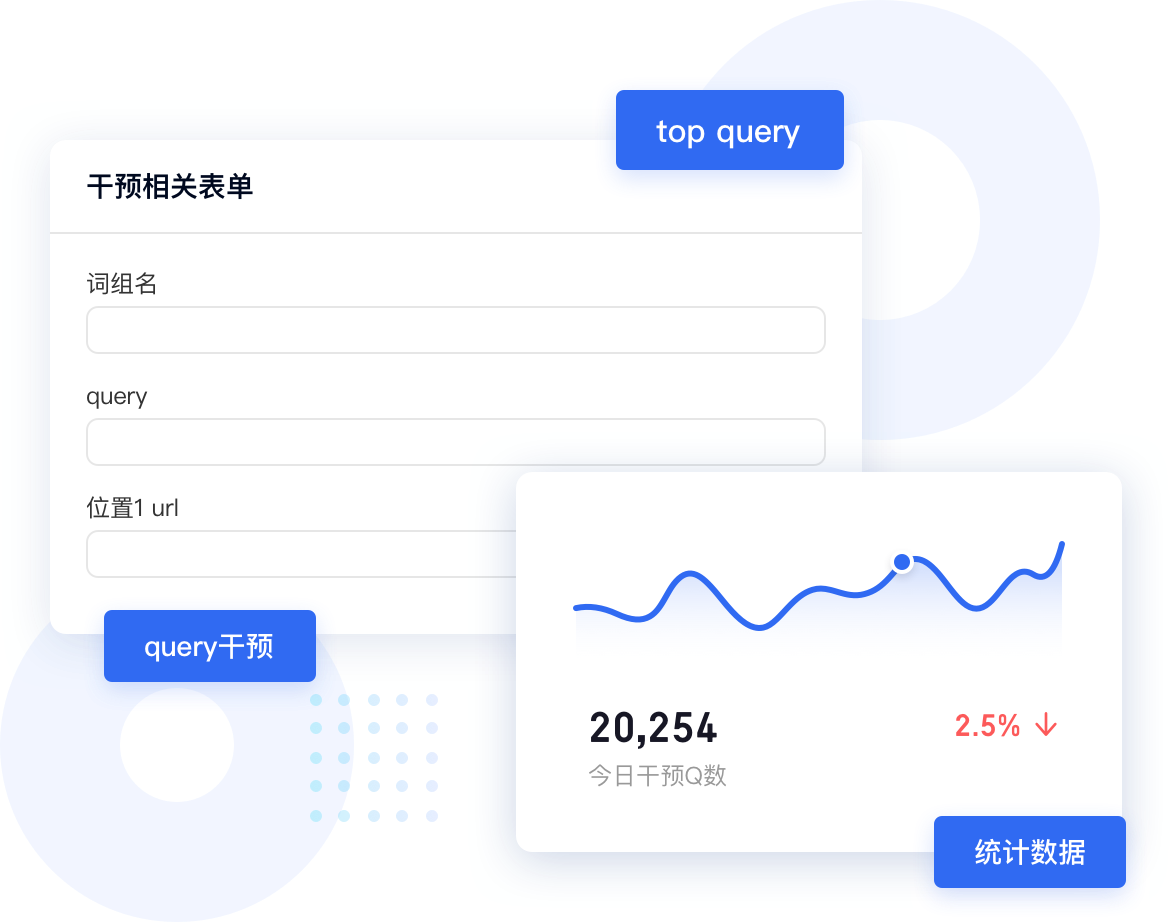 top query
干预相关表单
词组名
query
位置1 url
query干预
20,254
2.5%
今日干预Q数
统计数据